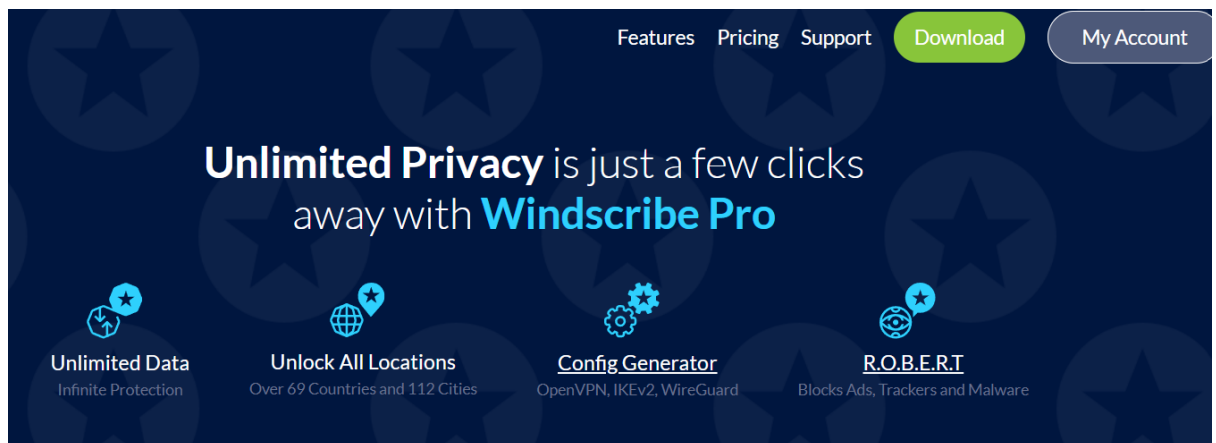 Features Pricing Support Download My Account
Unlimited Privacy is just a few clicks
away with Windscribe Pro
Unlimited Data
Infinite Protection
Unlock All Locations
Over 69 Countries and 112 Cities
Config Generator
OpenVPN, IKEv2, WireGuard
R.O.B.E.R.T
Blocks Ads, Trackers and Malware